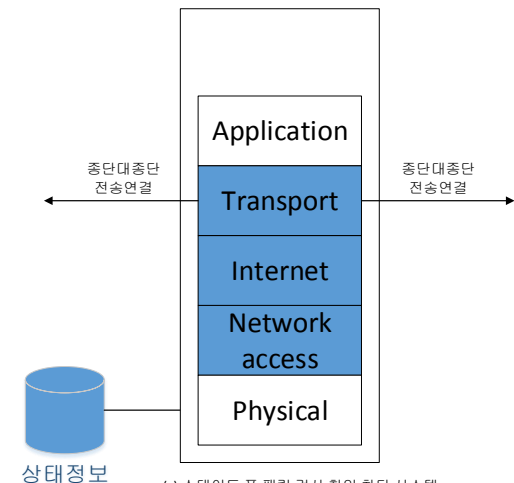 Application
종단대종단
전송연결
종단대종단
전송연결
Transport
Internet
Network
access
Physical
상태정보